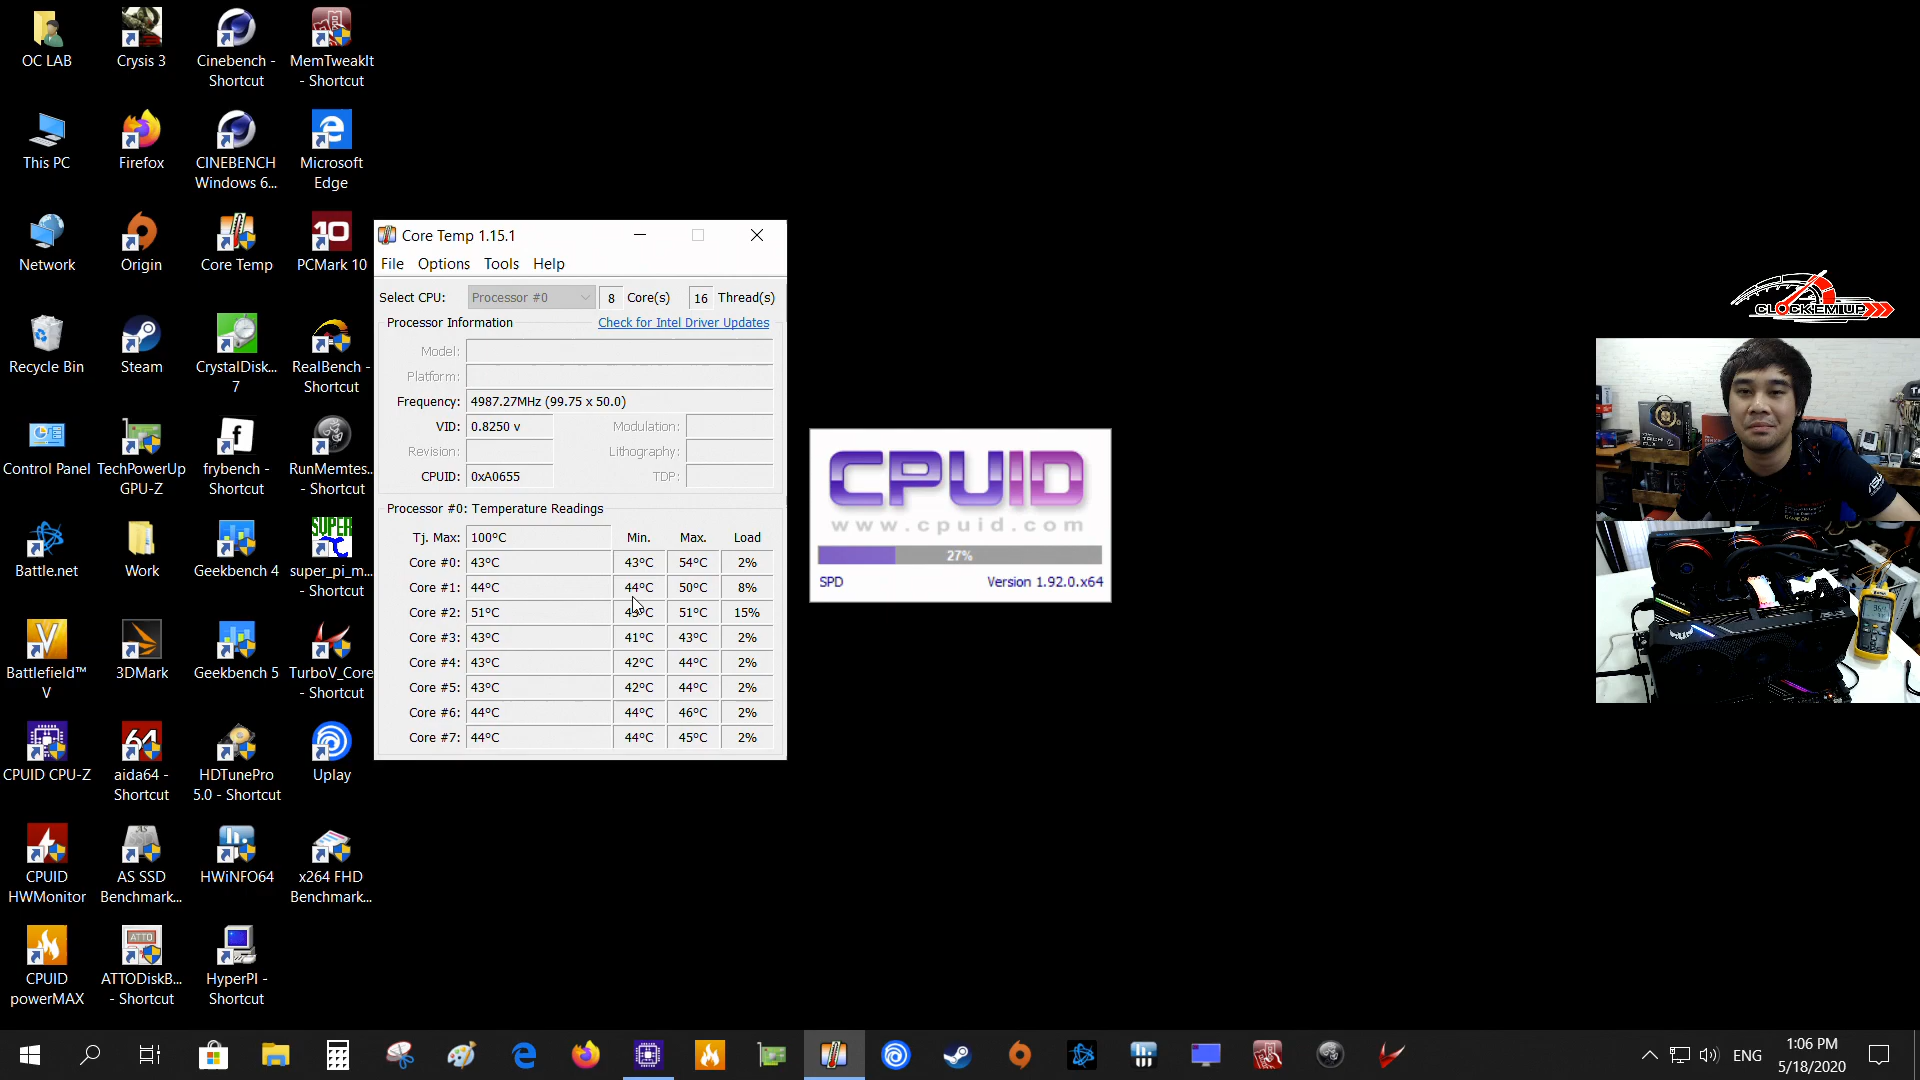 OC LAB
Crysis 3
Cinebench -
Shortcut
MemTweakIt
- Shortcut
This PC
Firefox
CINEBENCH
Windows 6...
Microsoft
Edge
Network
Origin
Core Temp
10
PCMark 10
Recycle Bin
Steam
CrystalDisk...
7
RealBench -
Shortcut
Control Panel
TechPowerUp
GPU-Z
frybench -
Shortcut
RunMemtes...
- Shortcut
Battle.net
Work
Geekbench 4
SUPER
super_pi_m...
- Shortcut
Battlefield™
V
3DMark
Geekbench 5
TurboV_Core
- Shortcut
CPUID CPU-Z
64
aida64 -
Shortcut
HDTunePro
5.0 - Shortcut
Uplay
CPUID
HWMonitor
AS SSD
Benchmark...
HWiNFO64
x264 FHD
Benchmark...
CPUID
powerMAX
ATTO
ATTODiskB...
- Shortcut
HyperPI -
Shortcut
Core Temp 1.15.1
File Options Tools Help
Select CPU: Processor #0 8 Core(s) 16 Thread(s)
Processor Information Check for Intel Driver Updates
Model:
Platform:
Frequency: 4987.27MHz (99.75 x 50.0)
VID: 0.8250 v Modulation:
Revision: Lithography:
CPUID: 0xA0655 TDP:
Processor #0: Temperature Readings
Tj. Max: 100°C Min. Max. Load
Core #0: 43°C 43°C 54°C 2%
Core #1: 44°C 44°C 50°C 8%
Core #2: 51°C 51°C 15%
Core #3: 43°C 41°C 43°C 2%
Core #4: 43°C 42°C 44°C 2%
Core #5: 43°C 42°C 44°C 2%
Core #6: 44°C 44°C 46°C 2%
Core #7: 44°C 44°C 45°C 2%
CPUID
www.cpuid.com
27%
SPD Version 1.92.0.x64
CLOCK'EM UP
ENG
1:06 PM
5/18/2020